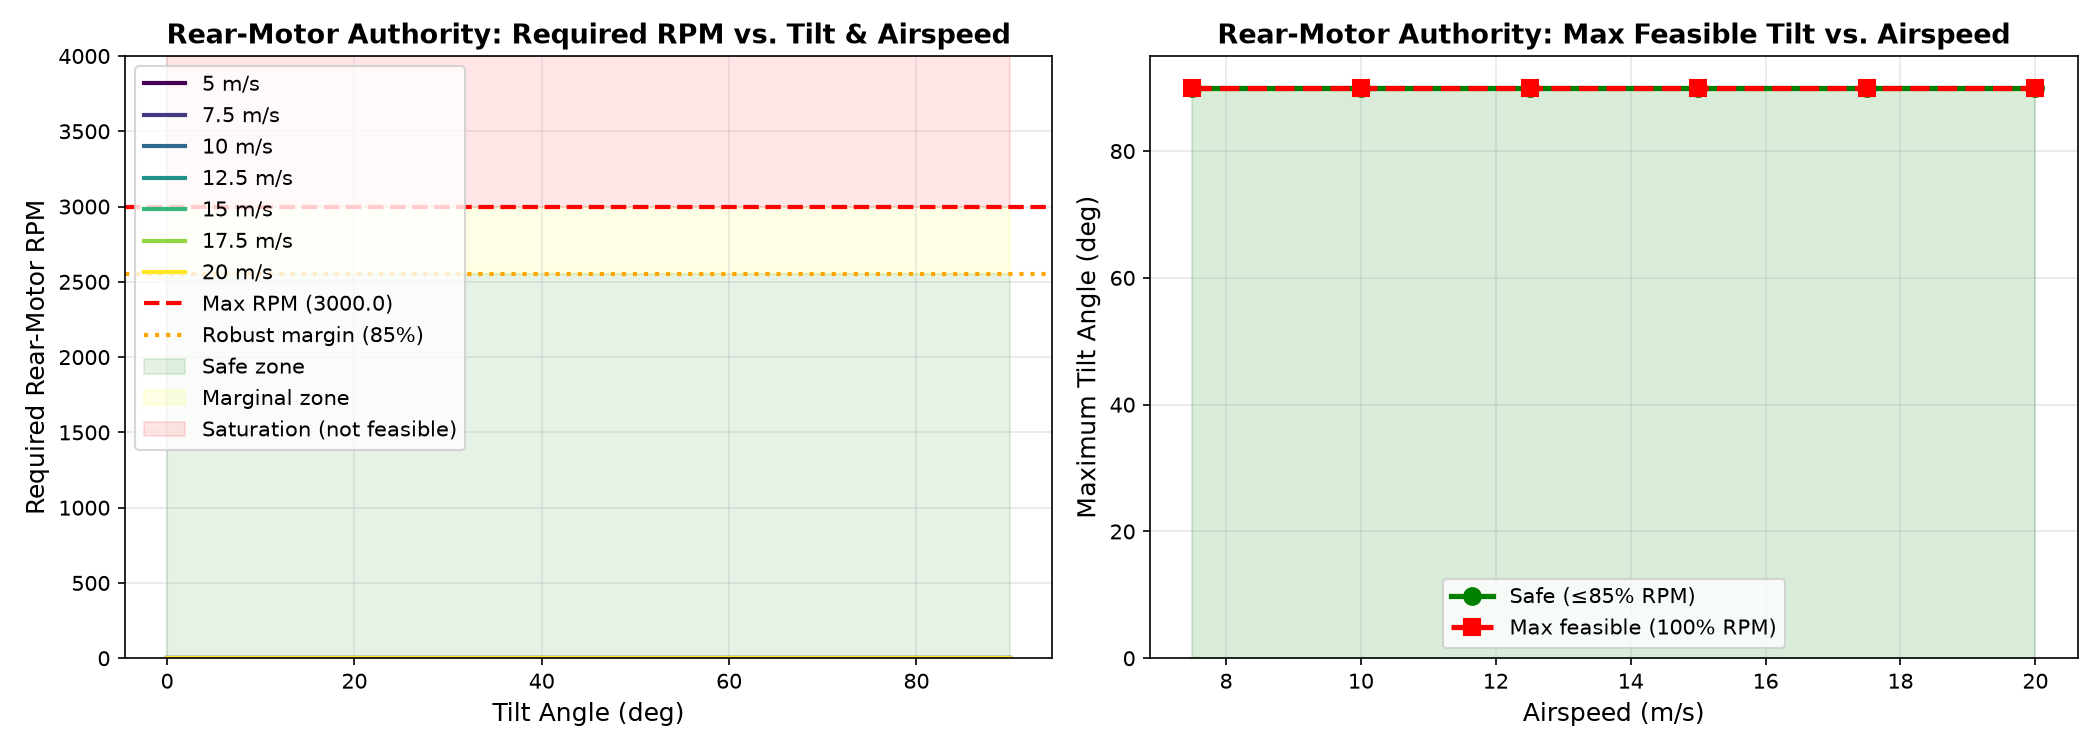 Rear-Motor Authority: Required RPM vs. Tilt & Airspeed
Required Rear-Motor RPM
4000
3500
3000
2500
2000
1500
1000
500
0
5 m/s
7.5 m/s
10 m/s
12.5 m/s
15 m/s
17.5 m/s
20 m/s
Max RPM (3000.0)
Robust margin (85%)
Safe zone
Marginal zone
Saturation (not feasible)
0 20 40 60 80
Tilt Angle (deg)
Rear-Motor Authority: Max Feasible Tilt vs. Airspeed
Maximum Tilt Angle (deg)
80
60
40
20
0
Safe (≤85% RPM)
Max feasible (100% RPM)
8 10 12 14 16 18 20
Airspeed (m/s)